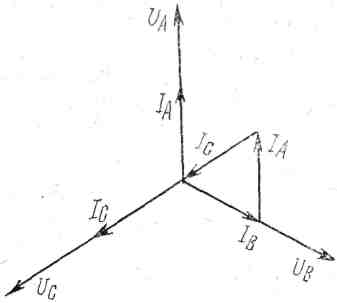 U_A
I_A
I_C I_A
I_C I_B
U_C U_B